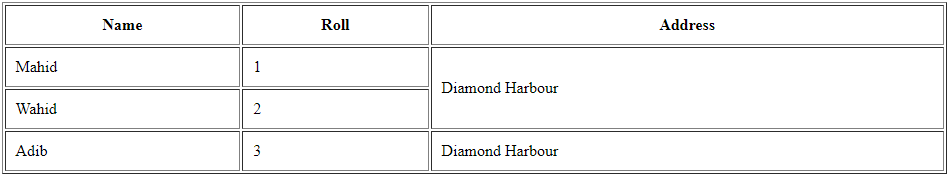 Name Roll Address
Mahid 1
Diamond Harbour
Wahid 2
Adib 3 Diamond Harbour